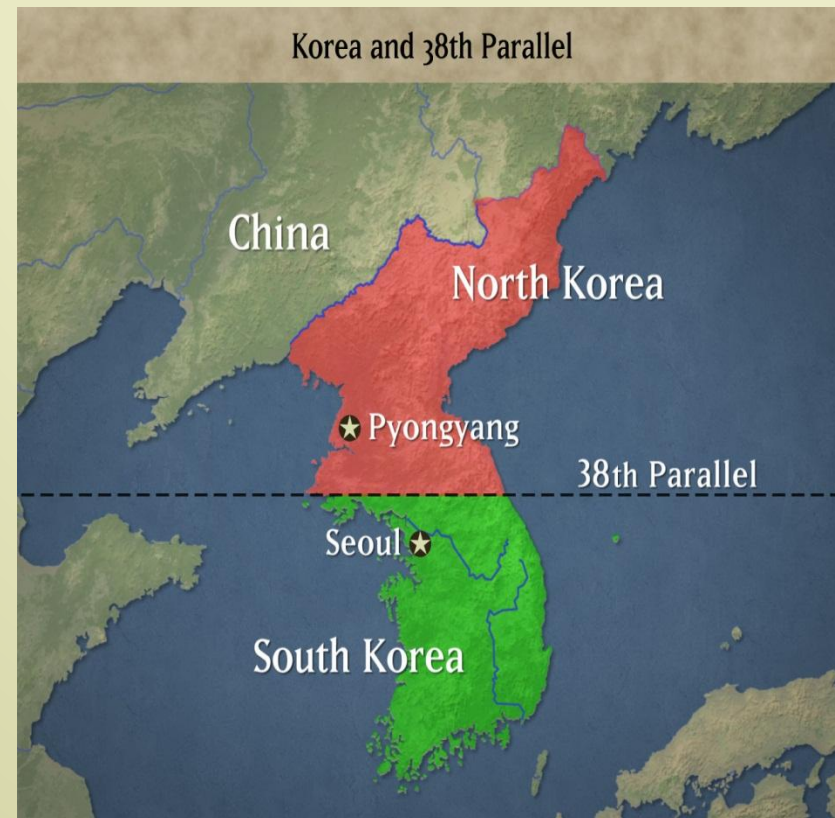 Korea and 38th Parallel
China
North Korea
Pyongyang
38th Parallel
Seoul
South Korea